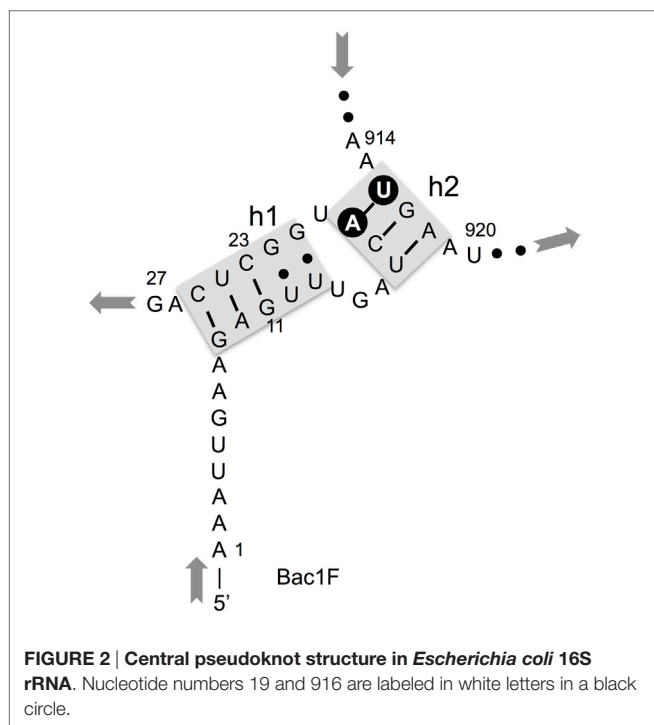 A 914
A
U
h2
h1
U
A
G
23
G
G
C
A
920
27
C
U
C
U
A
U
G
A
C
U
U
U
G
A
G
11
A
G
A
A
G
U
U
A
A
A 1
|
Bac1F
5'
FIGURE 2 | Central pseudoknot structure in Escherichia coli 16S
rRNA. Nucleotide numbers 19 and 916 are labeled in white letters in a black
circle.